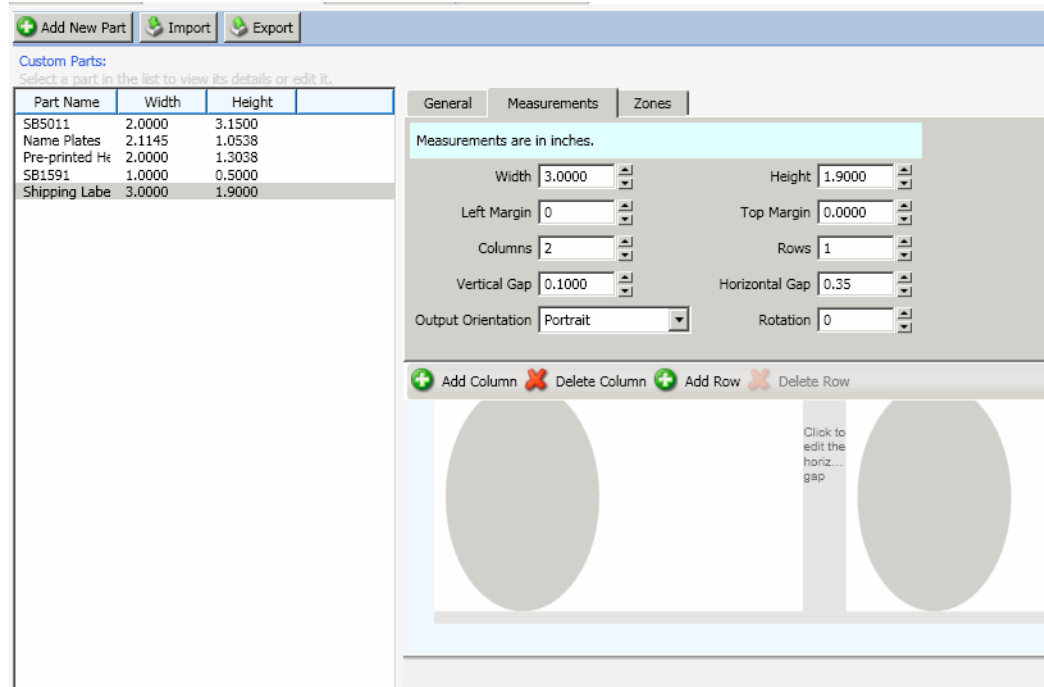 Add New Part Import Export
Custom Parts:
Select a part in the list to view its details or edit it.
Part Name Width Height
SB5011 2.0000 3.1500
Name Plates 2.1145 1.0538
Pre-printed He 2.0000 1.3038
SB1591 1.0000 0.5000
Shipping Labe 3.0000 1.9000
General Measurements Zones
Measurements are in inches.
Width 3.0000 Height 1.9000
Left Margin 0 Top Margin 0.0000
Columns 2 Rows 1
Vertical Gap 0.1000 Horizontal Gap 0.35
Output Orientation Portrait Rotation 0
Add Column Delete Column Add Row Delete Row
Click to
edit the
horiz...
gap